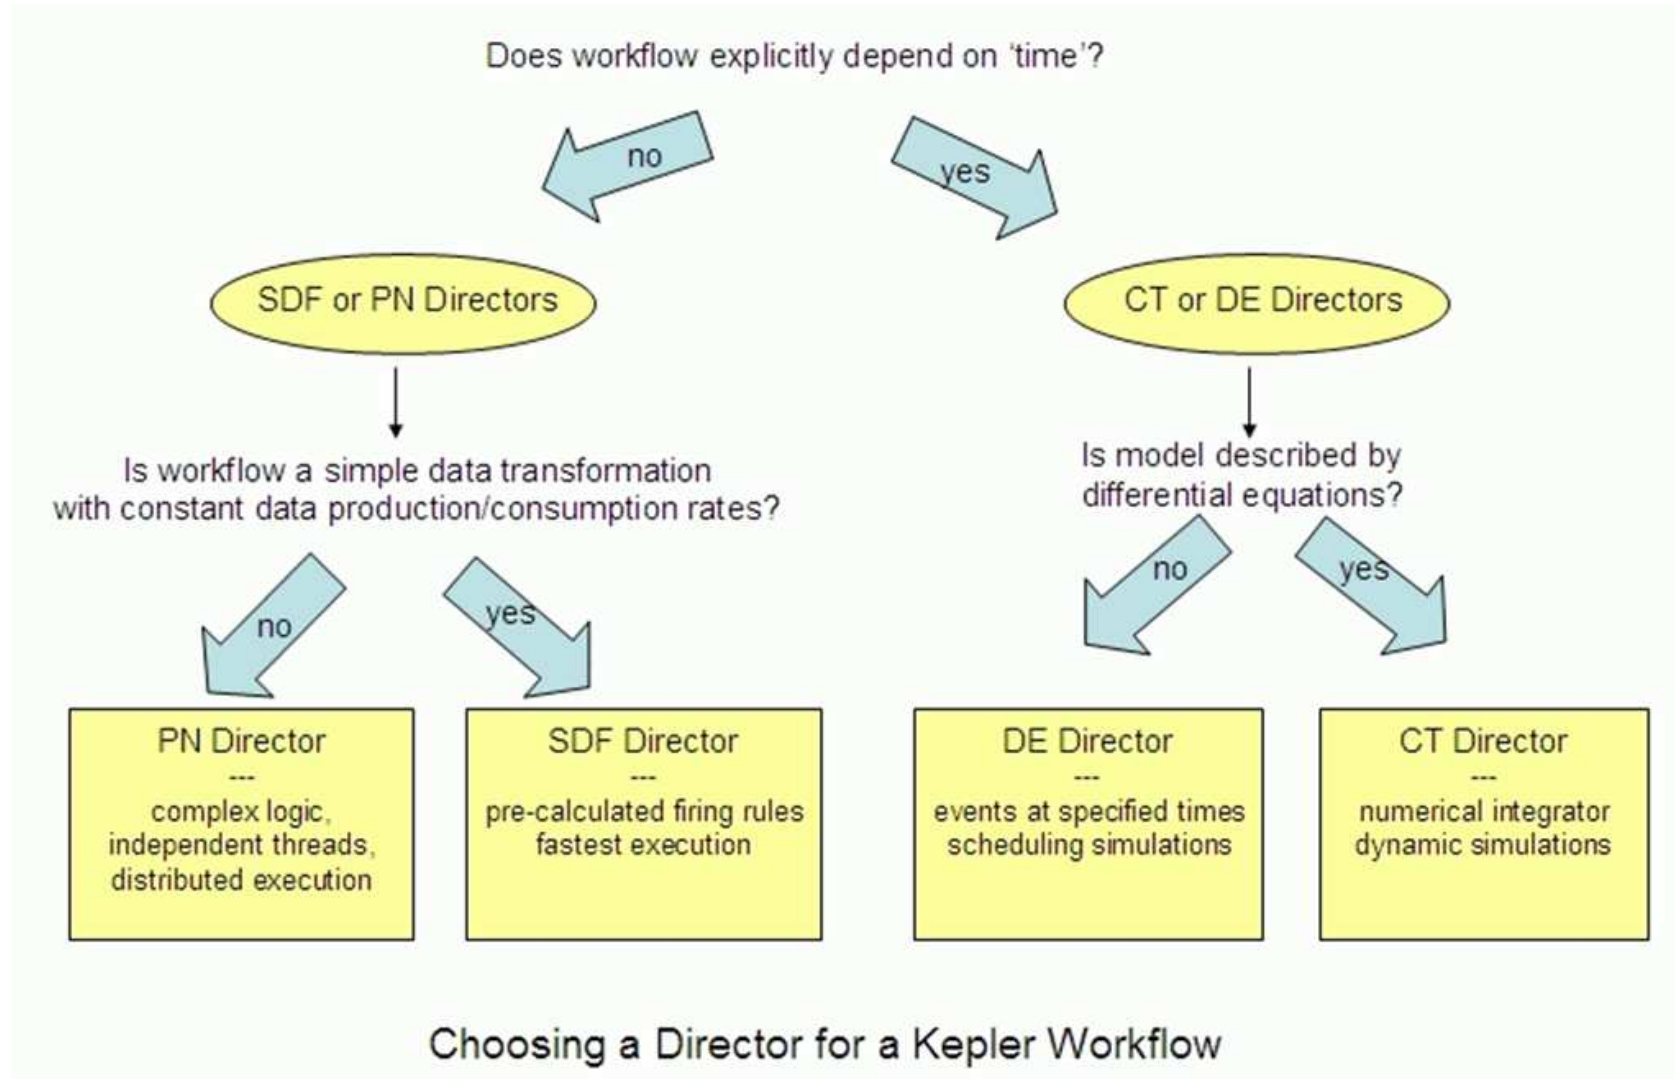 Does workflow explicitly depend on 'time'?
no
yes
SDF or PN Directors
CT or DE Directors
Is workflow a simple data transformation
with constant data production/consumption rates?
Is model described by
differential equations?
no
yes
no
yes
PN Director
---
complex logic,
independent threads,
distributed execution
SDF Director
---
pre-calculated firing rules
fastest execution
DE Director
---
events at specified times
scheduling simulations
CT Director
---
numerical integrator
dynamic simulations
Choosing a Director for a Kepler Workflow